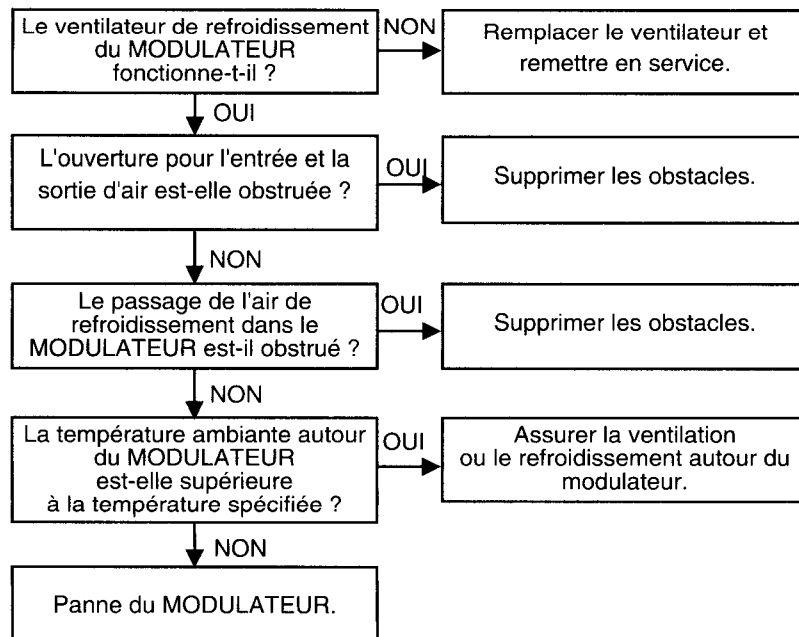 Le ventilateur de refroidissement
du MODULATEUR
fonctionne-t-il ?
NON
Remplacer le ventilateur et
remettre en service.
OUI
L'ouverture pour l'entrée et la
sortie d'air est-elle obstruée ?
OUI
Supprimer les obstacles.
NON
Le passage de l'air de
refroidissement dans le
MODULATEUR est-il obstrué ?
OUI
Supprimer les obstacles.
NON
La température ambiante autour
du MODULATEUR
est-elle supérieure
à la température spécifiée ?
OUI
Assurer la ventilation
ou le refroidissement autour du
modulateur.
NON
Panne du MODULATEUR.